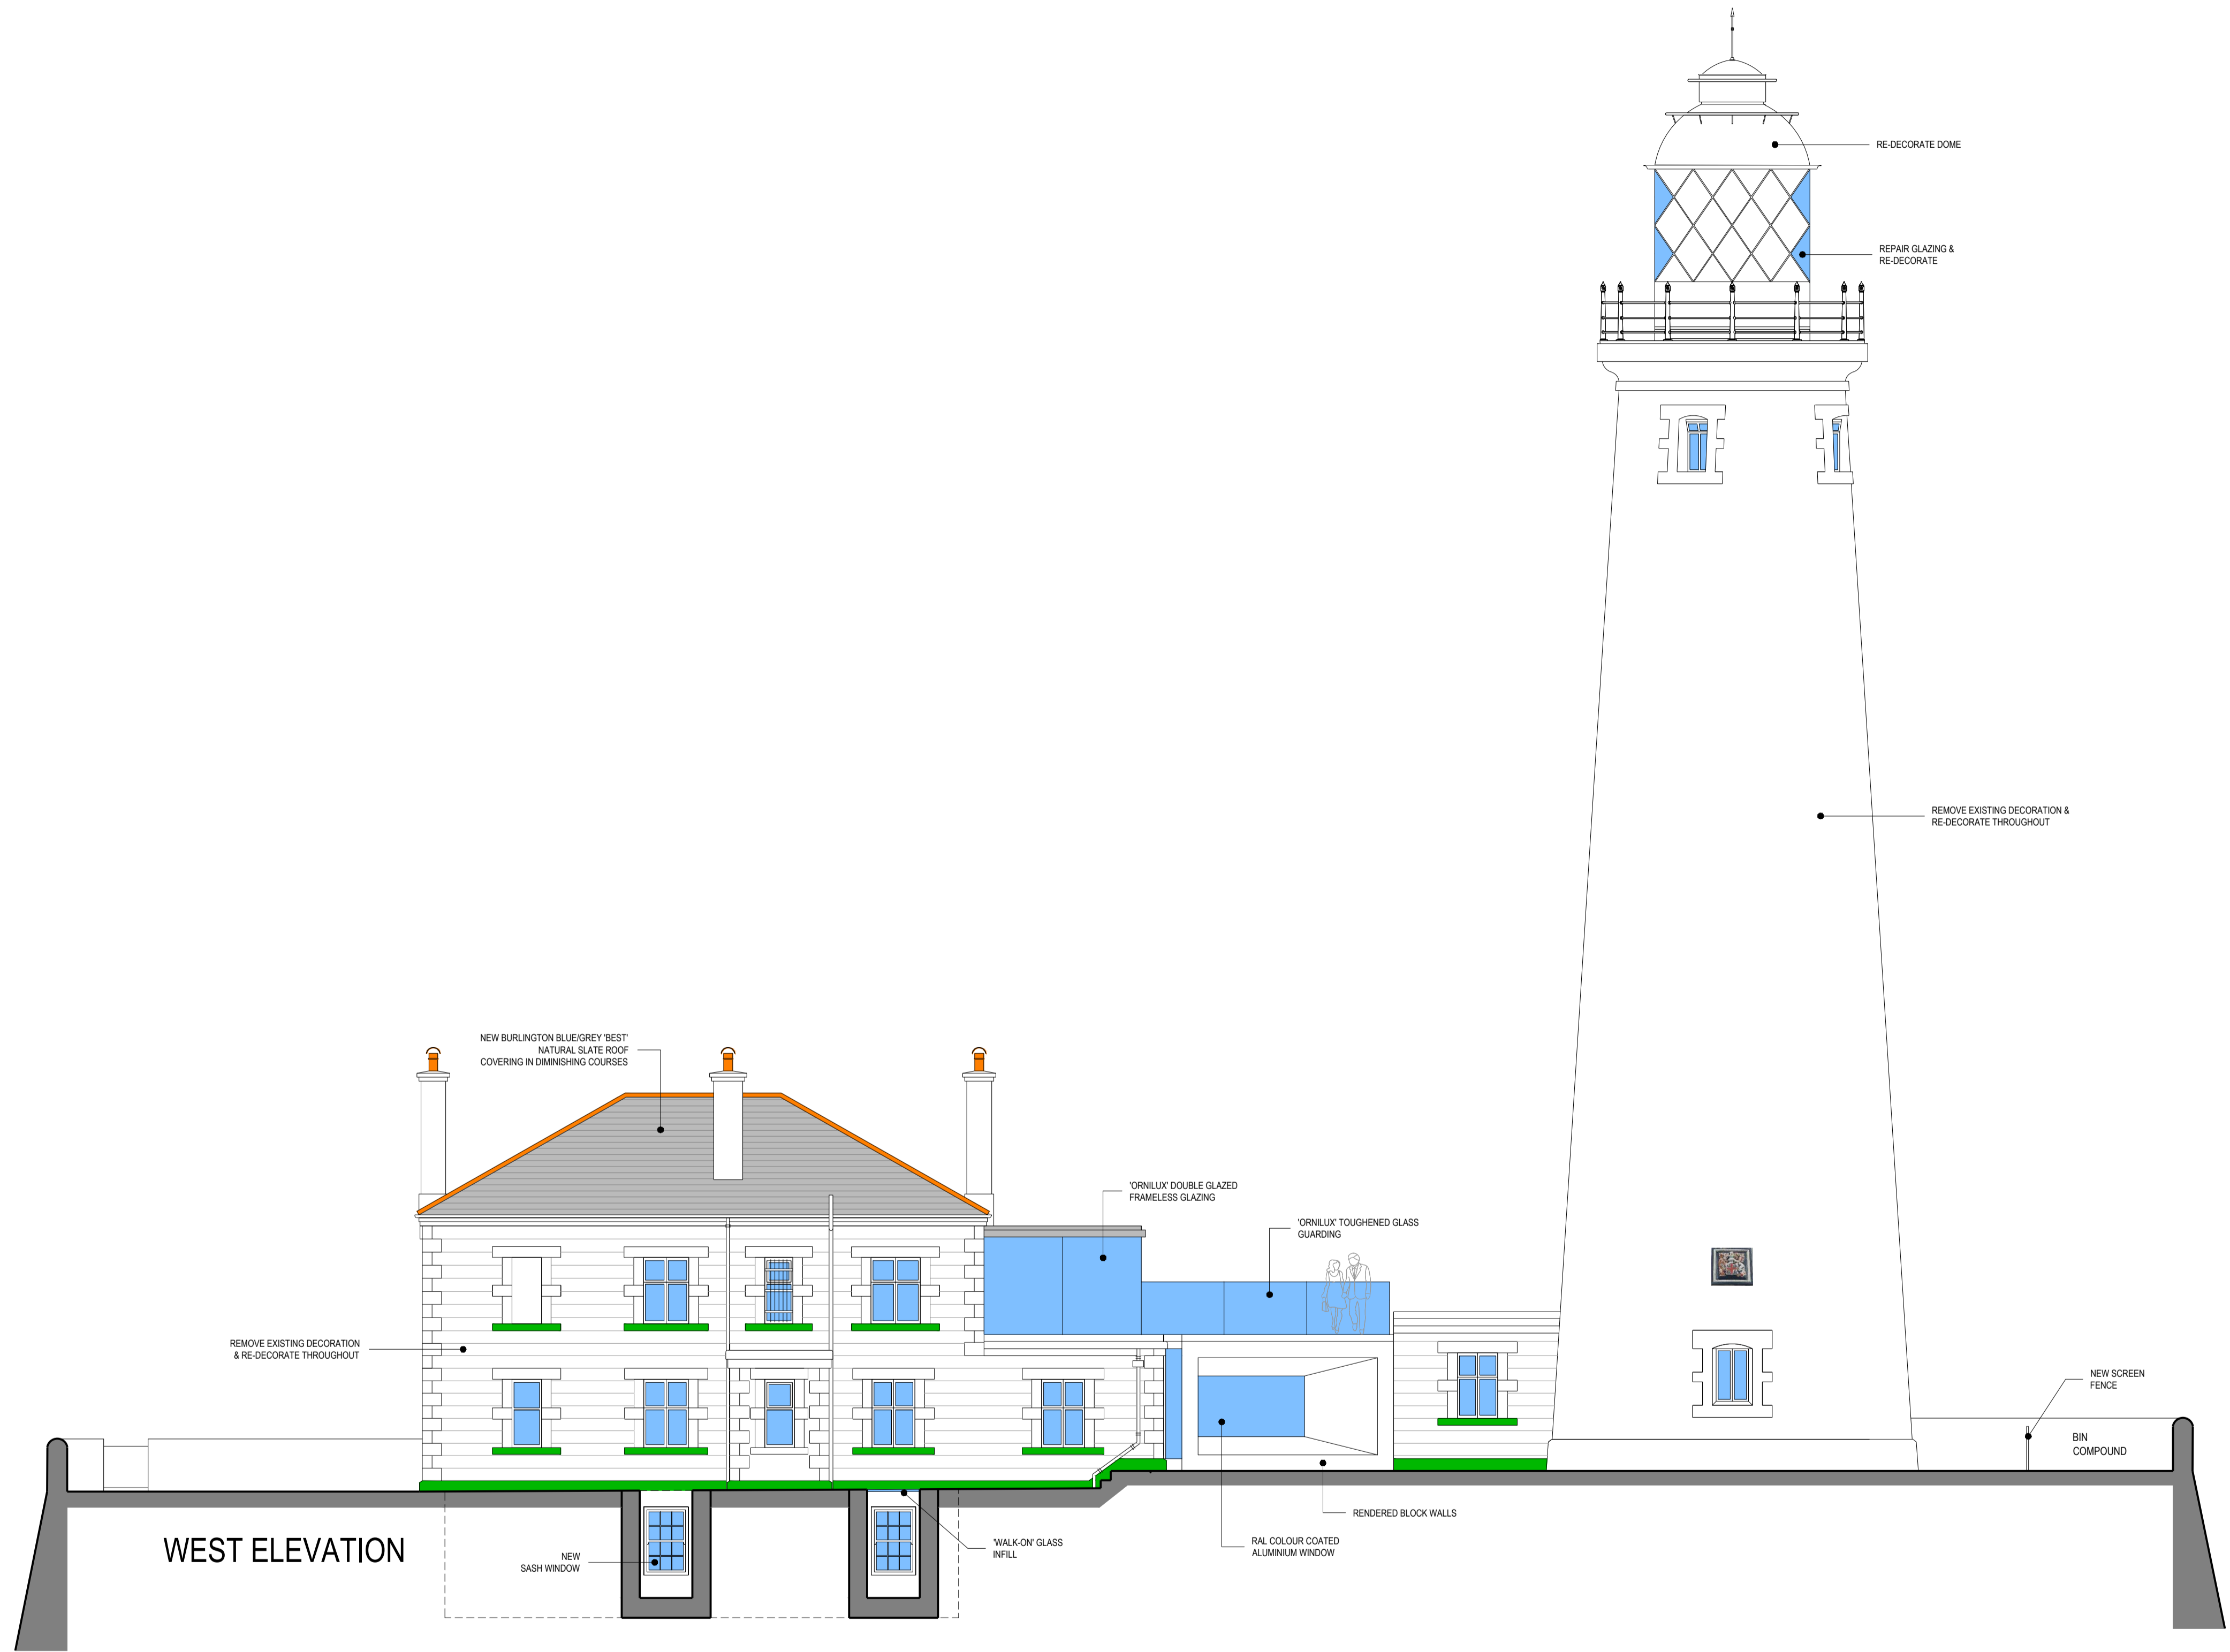 RE-DECORATE DOME
REPAIR GLAZING &
RE-DECORATE
REMOVE EXISTING DECORATION &
RE-DECORATE THROUGHOUT
NEW BURLINGTON BLUE/GREY 'BEST'
NATURAL SLATE ROOF
COVERING IN DIMINISHING COURSES
'ORNILUX' DOUBLE GLAZED
FRAMELESS GLAZING
'ORNILUX' TOUGHENED GLASS
GUARDING
REMOVE EXISTING DECORATION
& RE-DECORATE THROUGHOUT
NEW SCREEN
FENCE
BIN
COMPOUND
RENDERED BLOCK WALLS
WEST ELEVATION
NEW
SASH WINDOW
'WALK-ON' GLASS
INFILL
RAL COLOUR COATED
ALUMINIUM WINDOW